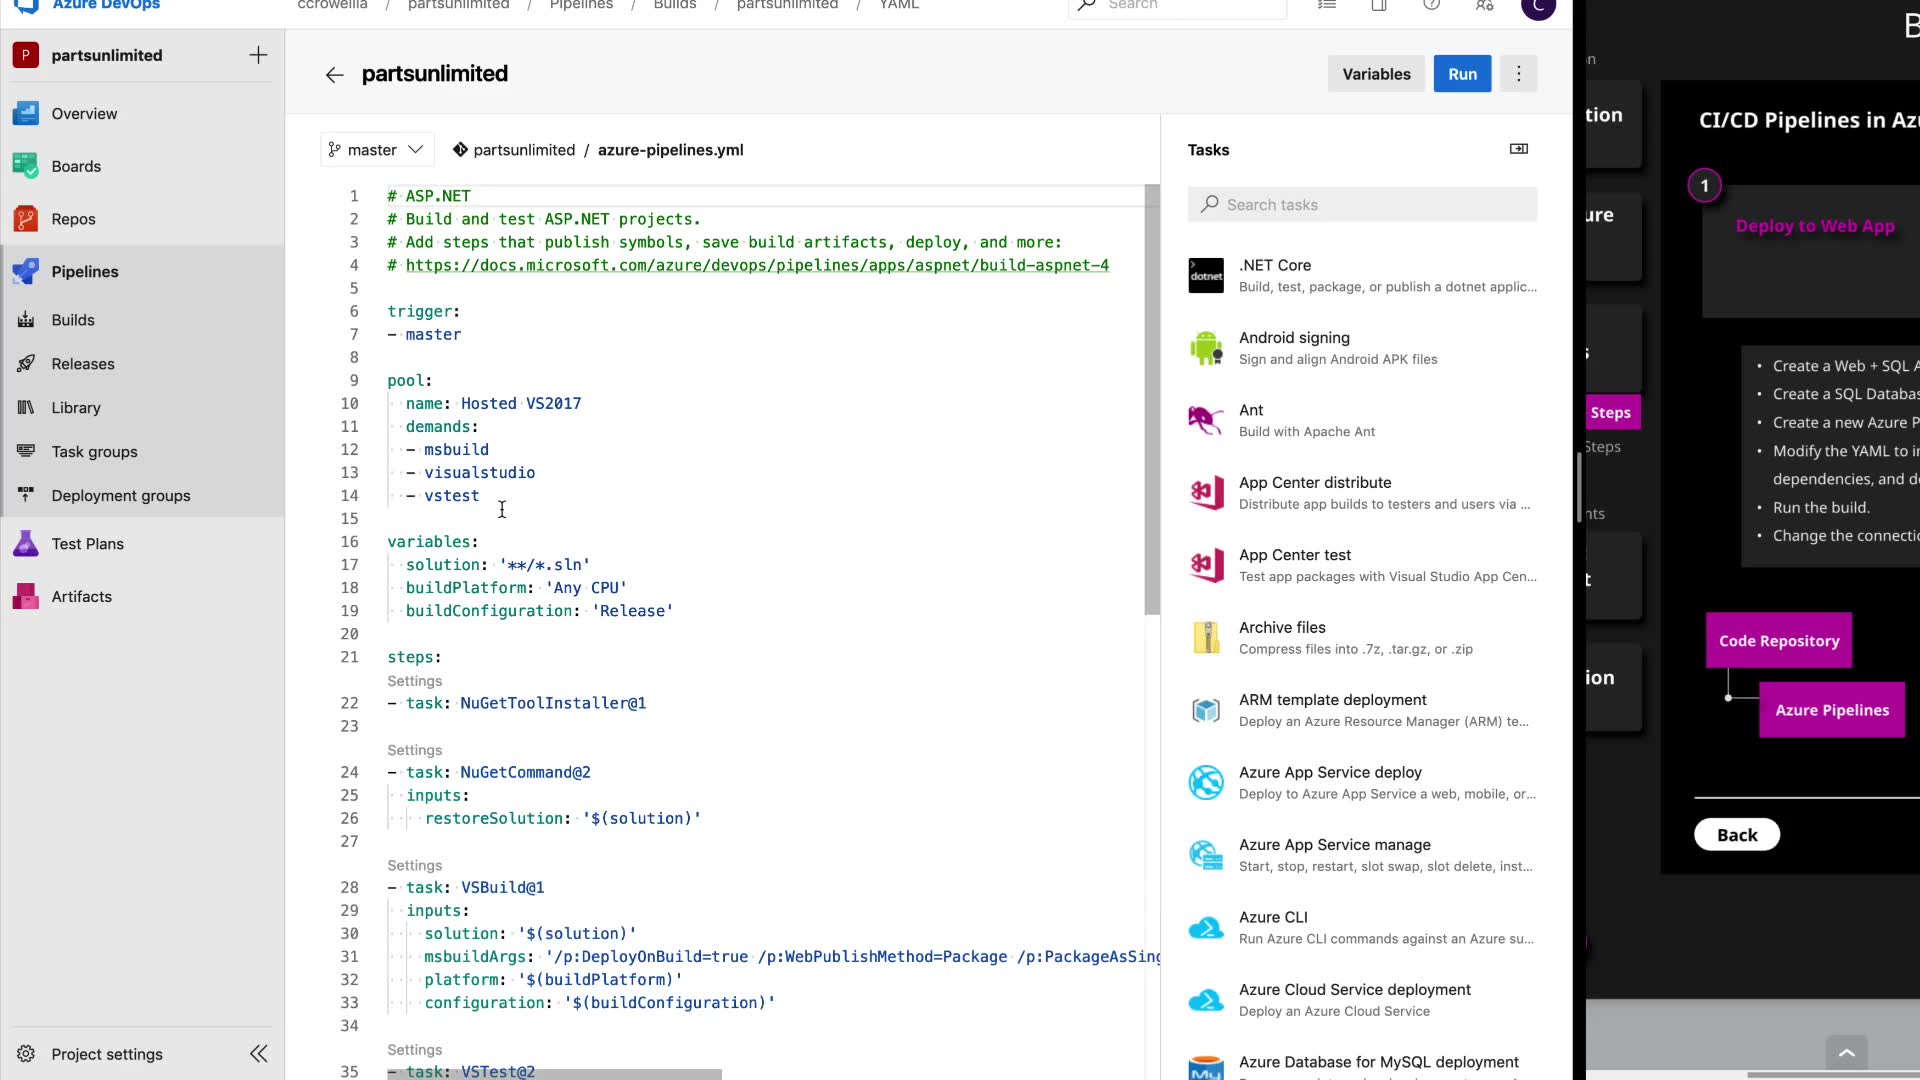 Azure DevOps
ccrowellla / partsunlimited / Pipelines / Builds / partsunlimited / YAML
Search
C
P partsunlimited
Overview
Boards
Repos
Pipelines
Builds
Releases
Library
Task groups
Deployment groups
Test Plans
Artifacts
Project settings
partsunlimited
Variables
Run
master
partsunlimited / azure-pipelines.yml
1 # ASP.NET
2 # Build and test ASP.NET projects.
3 # Add steps that publish symbols, save build artifacts, deploy, and more:
4 # https://docs.microsoft.com/azure/devops/pipelines/apps/aspnet/build-aspnet-4
5
6 trigger:
7 - master
8
9 pool:
10 name: Hosted VS2017
11 demands:
12 - msbuild
13 - visualstudio
14 - vstest
15
16 variables:
17 solution: '**/*.sln'
18 buildPlatform: 'Any CPU'
19 buildConfiguration: 'Release'
20
21 steps:
Settings
22 - task: NuGetToolInstaller@1
23
Settings
24 - task: NuGetCommand@2
25 inputs:
26 restoreSolution: '$(solution)'
27
Settings
28 - task: VSBuild@1
29 inputs:
30 solution: '$(solution)'
31 msbuildArgs: '/p:DeployOnBuild=true /p:WebPublishMethod=Package /p:PackageAsSing
32 platform: '$(buildPlatform)'
33 configuration: '$(buildConfiguration)'
34
Settings
35 - task: VSTest@2
Tasks
Search tasks
dotnet
.NET Core
Build, test, package, or publish a dotnet applic...
Android signing
Sign and align Android APK files
Ant
Build with Apache Ant
App Center distribute
Distribute app builds to testers and users via ...
App Center test
Test app packages with Visual Studio App Cen...
Archive files
Compress files into .7z, .tar.gz, or .zip
ARM template deployment
Deploy an Azure Resource Manager (ARM) te...
Azure App Service deploy
Deploy to Azure App Service a web, mobile, or...
Azure App Service manage
Start, stop, restart, slot swap, slot delete, inst...
Azure CLI
Run Azure CLI commands against an Azure su...
Azure Cloud Service deployment
Deploy an Azure Cloud Service
My
Azure Database for MySQL deployment
B
n
tion
ure
s
Steps
Steps
nts
t
ion
CI/CD Pipelines in Azu
1
Deploy to Web App
• Create a Web + SQL A
• Create a SQL Databas
• Create a new Azure P
• Modify the YAML to in
dependencies, and de
• Run the build.
• Change the connectio
Code Repository
Azure Pipelines
Back